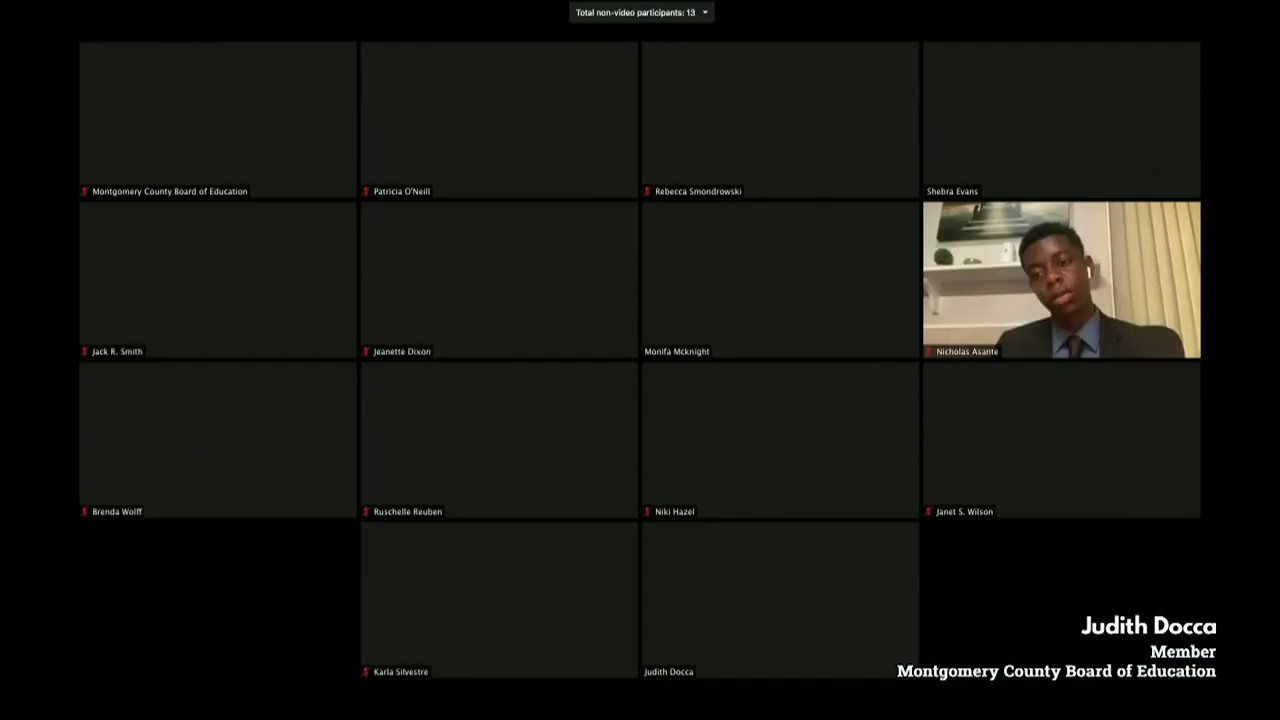 Total non-video participants: 13
Montgomery County Board of Education
Patricia O'Neill
Rebecca Smondrowski
Shebra Evans
Jack R. Smith
Jeanette Dixon
Monifa Mcknight
Nicholas Asante
Brenda Wolff
Ruschelle Reuben
Niki Hazel
Janet S. Wilson
Karla Silvestre
Judith Docca
Judith Docca
Member
Montgomery County Board of Education